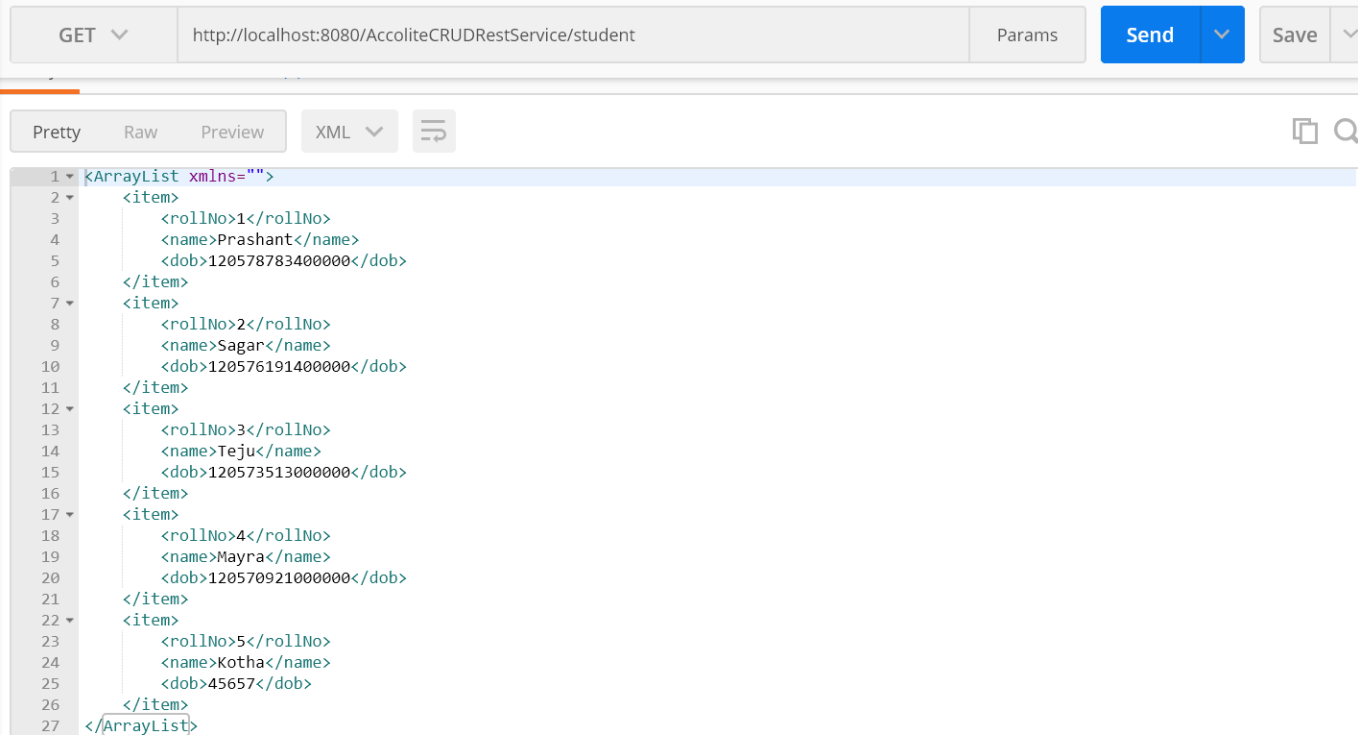 GET http://localhost:8080/AccoliteCRUDRestService/student Params Send Save
Pretty Raw Preview XML
1 <ArrayList xmlns="">
2 <item>
3 <rollNo>1</rollNo>
4 <name>Prashant</name>
5 <dob>120578783400000</dob>
6 </item>
7 <item>
8 <rollNo>2</rollNo>
9 <name>Sagar</name>
10 <dob>120576191400000</dob>
11 </item>
12 <item>
13 <rollNo>3</rollNo>
14 <name>Teju</name>
15 <dob>120573513000000</dob>
16 </item>
17 <item>
18 <rollNo>4</rollNo>
19 <name>Mayra</name>
20 <dob>120570921000000</dob>
21 </item>
22 <item>
23 <rollNo>5</rollNo>
24 <name>Kotha</name>
25 <dob>45657</dob>
26 </item>
27 </ArrayList>